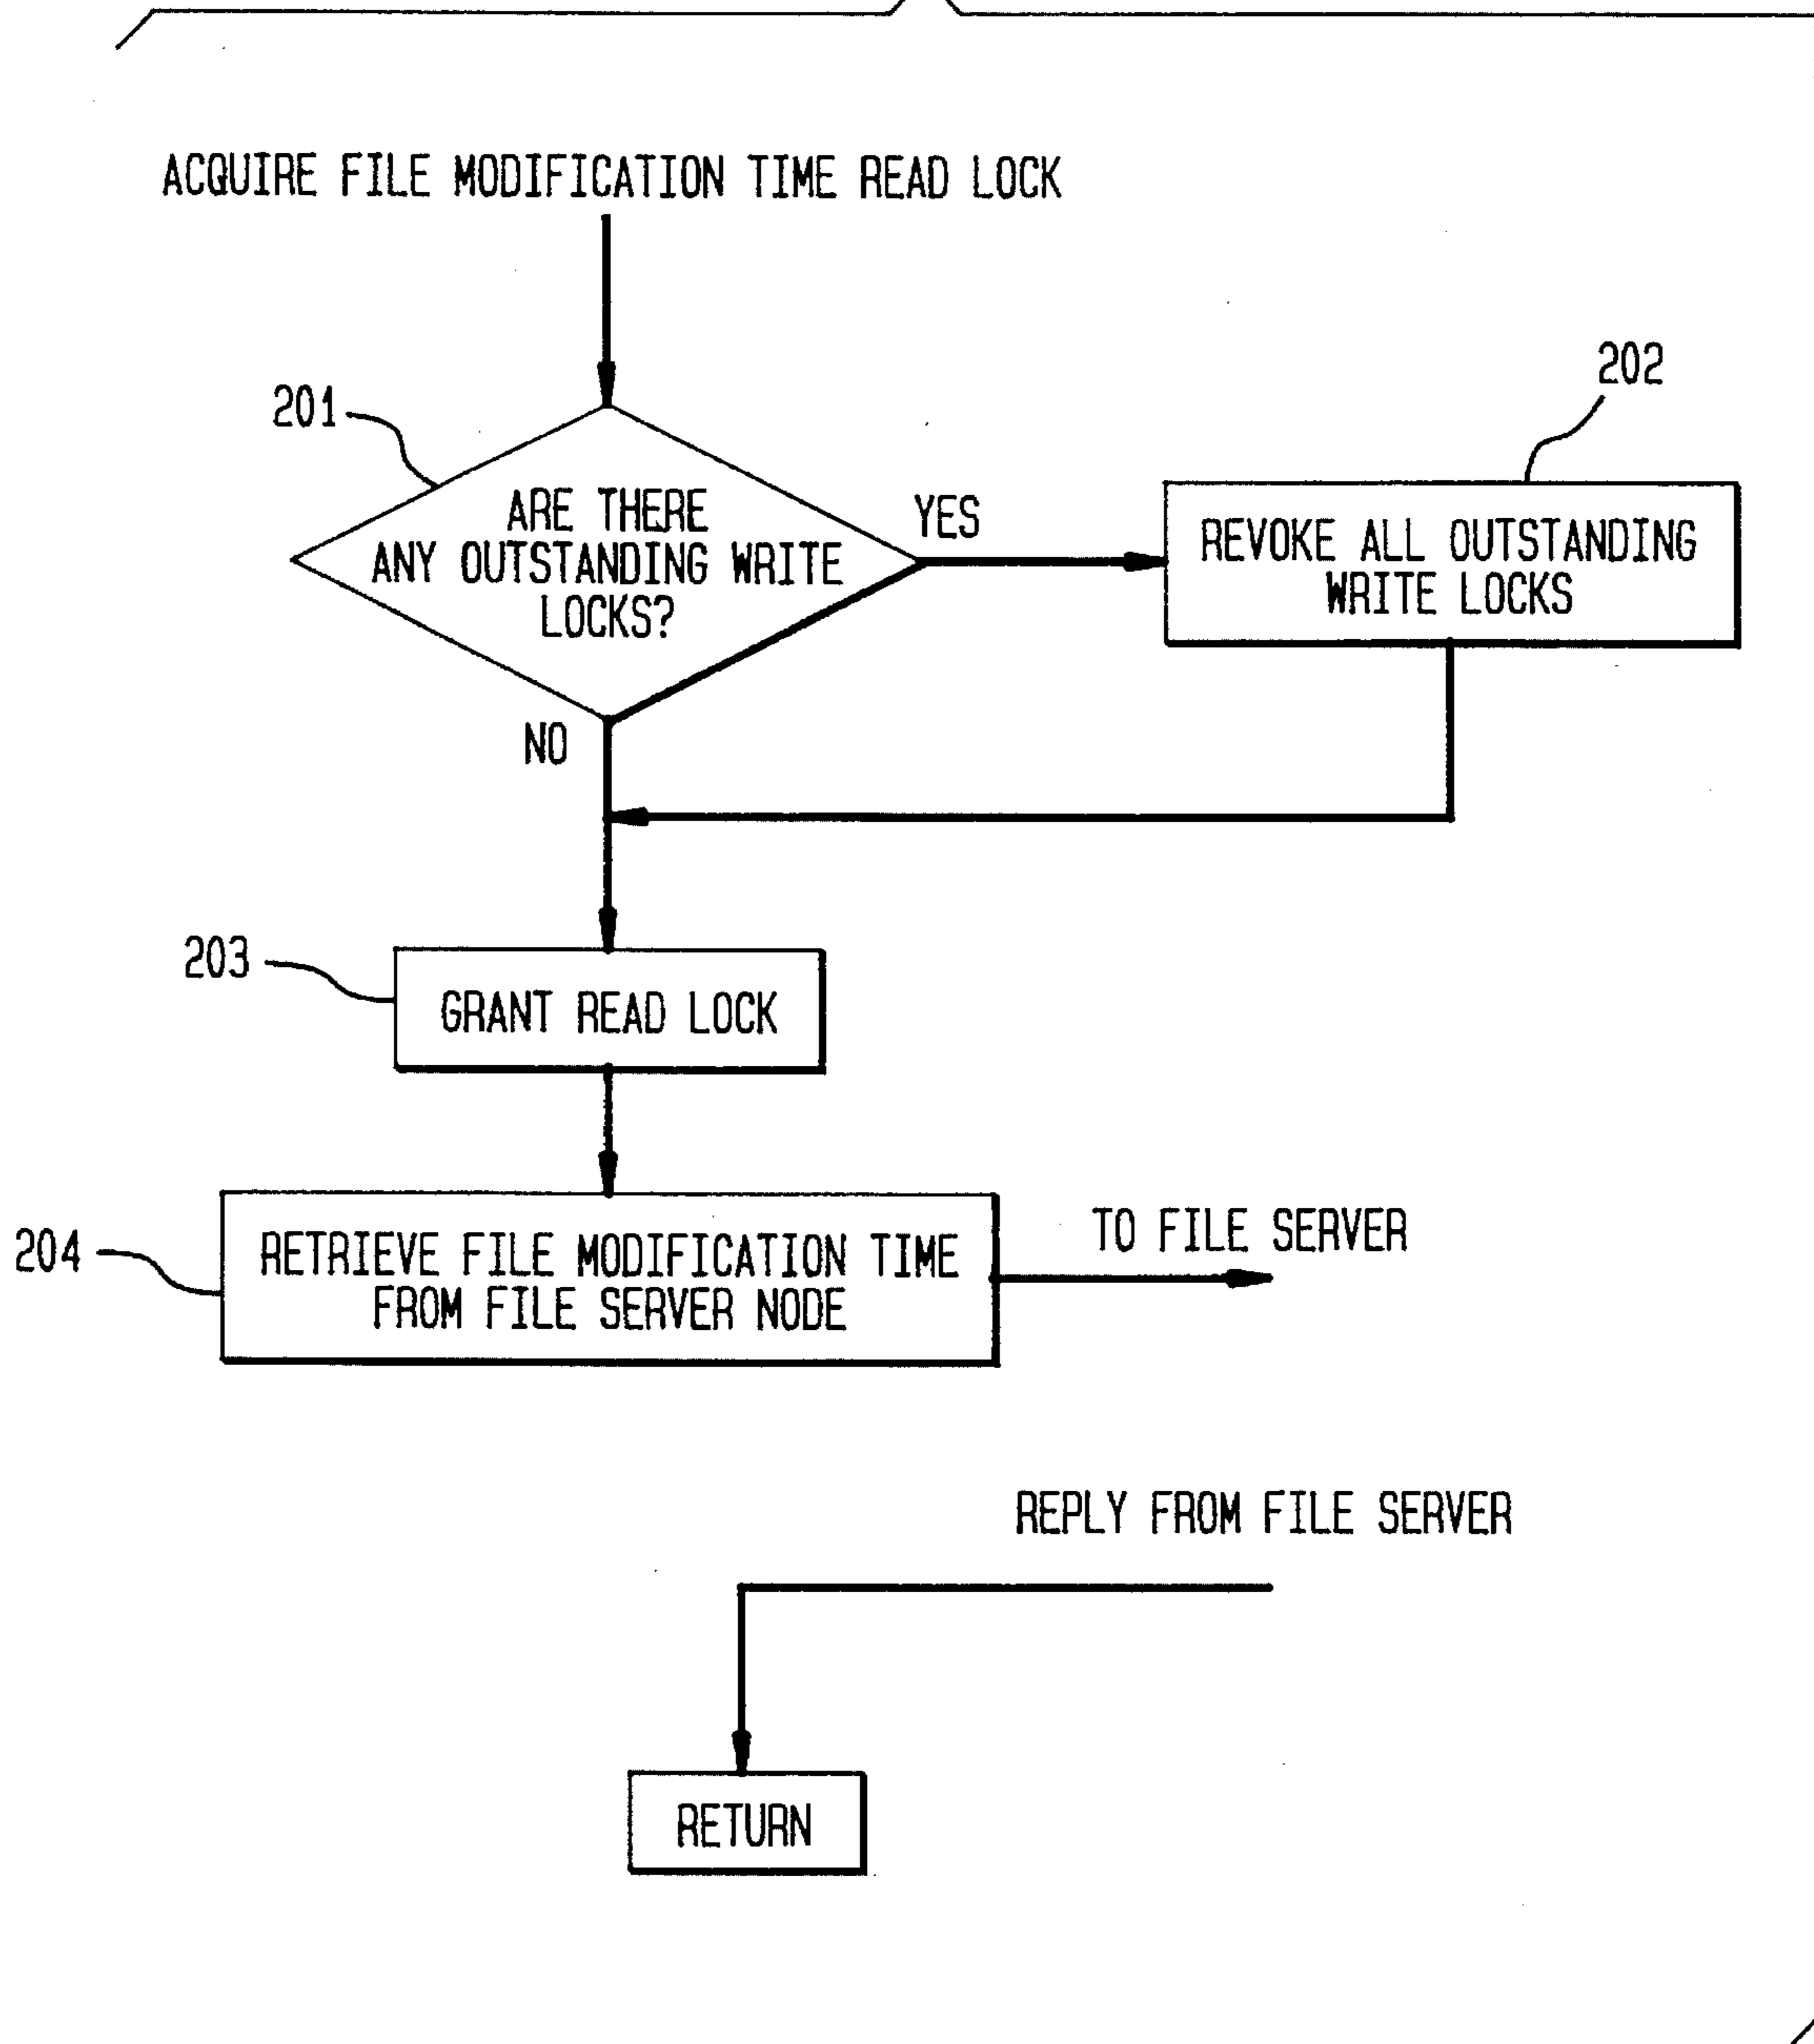 ACQUIRE FILE MODIFICATION TIME READ LOCK
202
201
ARE THERE
ANY OUTSTANDING WRITE
LOCKS?
YES
REVOKE ALL OUTSTANDING
WRITE LOCKS
NO
203
GRANT READ LOCK
204
RETRIEVE FILE MODIFICATION TIME
FROM FILE SERVER NODE
TO FILE SERVER
REPLY FROM FILE SERVER
RETURN